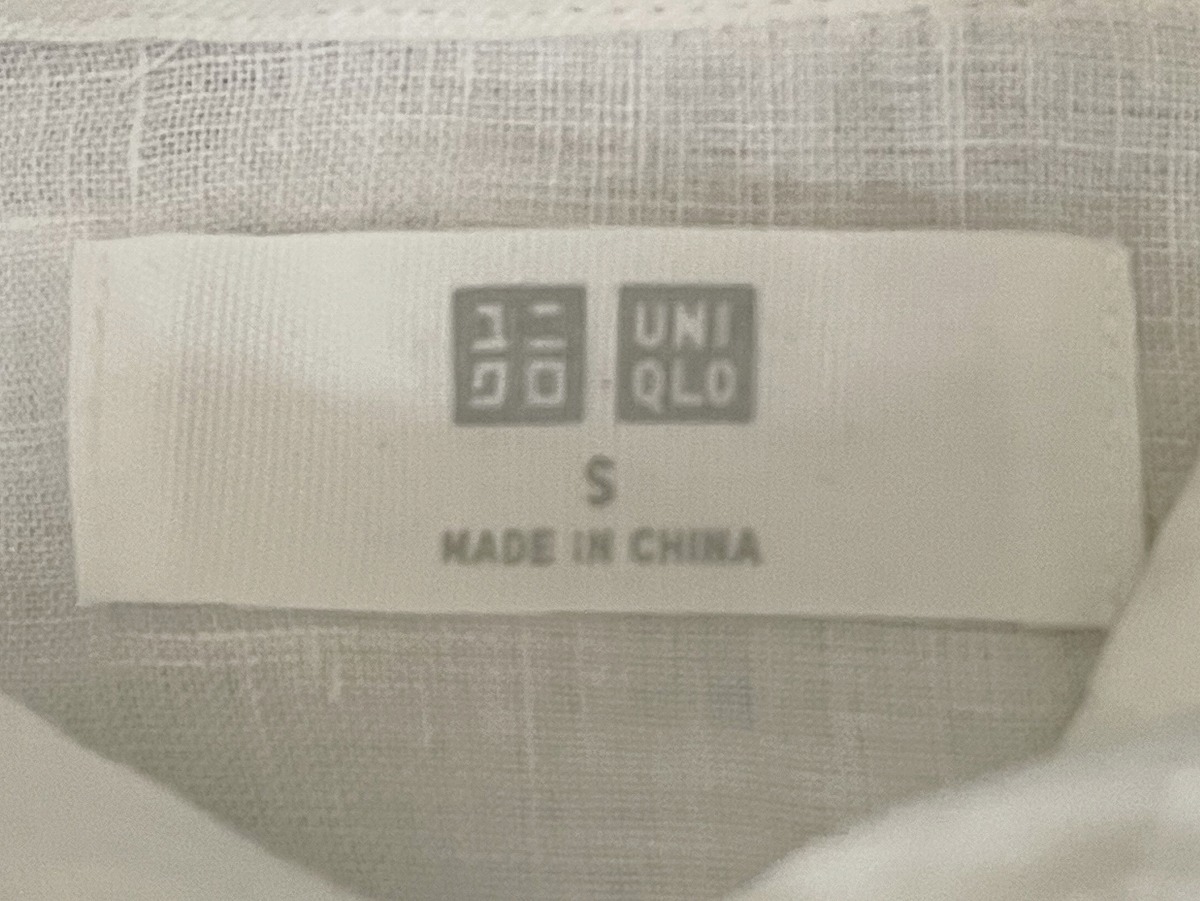 ユニ UNI
クロ QLO
S
MADE IN CHINA